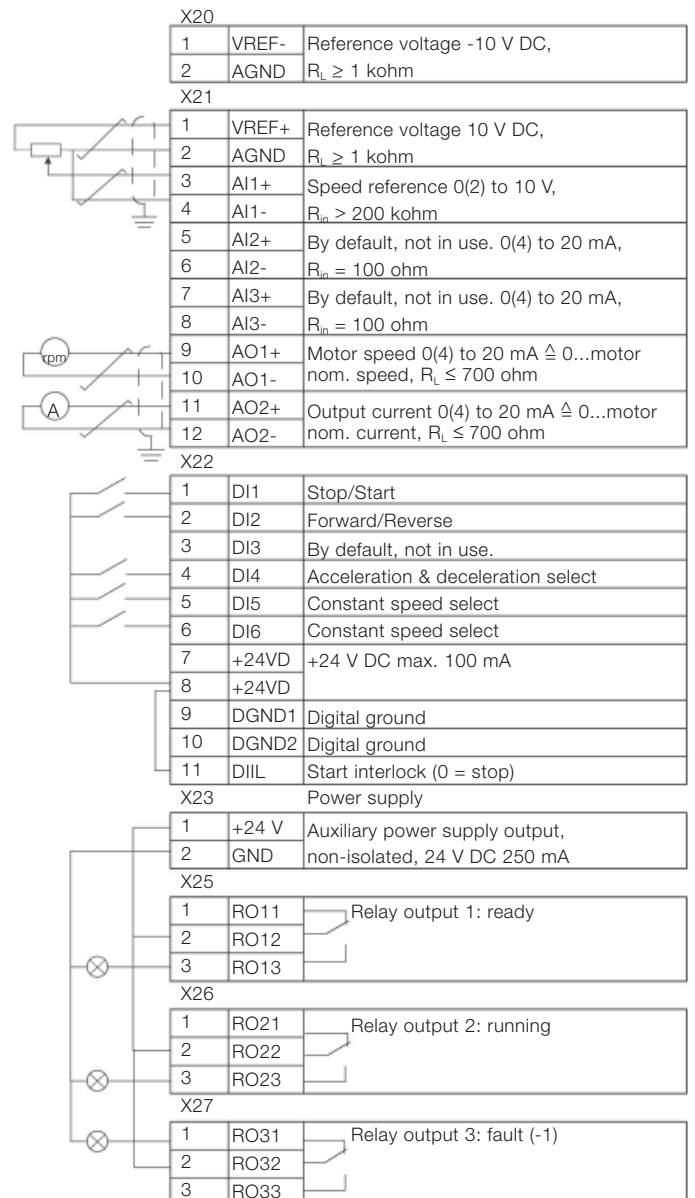 X20
1 VREF- Reference voltage -10 V DC,
2 AGND R_L ≥ 1 kohm
X21
1 VREF+ Reference voltage 10 V DC,
2 AGND R_L ≥ 1 kohm
3 AI1+ Speed reference 0(2) to 10 V,
4 AI1- R_in > 200 kohm
5 AI2+ By default, not in use. 0(4) to 20 mA,
6 AI2- R_in = 100 ohm
7 AI3+ By default, not in use. 0(4) to 20 mA,
8 AI3- R_in = 100 ohm
rpm 9 AO1+ Motor speed 0(4) to 20 mA ≙ 0...motor
10 AO1- nom. speed, R_L ≤ 700 ohm
A 11 AO2+ Output current 0(4) to 20 mA ≙ 0...motor
12 AO2- nom. current, R_L ≤ 700 ohm
X22
1 DI1 Stop/Start
2 DI2 Forward/Reverse
3 DI3 By default, not in use.
4 DI4 Acceleration & deceleration select
5 DI5 Constant speed select
6 DI6 Constant speed select
7 +24VD +24 V DC max. 100 mA
8 +24VD
9 DGND1 Digital ground
10 DGND2 Digital ground
11 DIIL Start interlock (0 = stop)
X23 Power supply
1 +24 V Auxiliary power supply output,
2 GND non-isolated, 24 V DC 250 mA
X25
1 RO11 Relay output 1: ready
2 RO12
3 RO13
X26
1 RO21 Relay output 2: running
2 RO22
3 RO23
X27
1 RO31 Relay output 3: fault (-1)
2 RO32
3 RO33